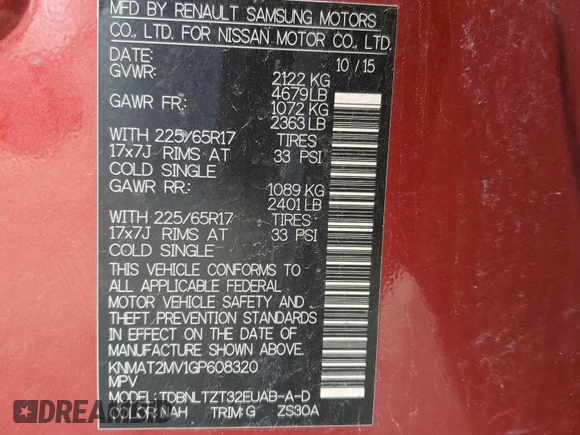 MFD BY RENAULT SAMSUNG MOTORS
CO., LTD. FOR NISSAN MOTOR CO., LTD.
DATE: 10/15
GVWR: 2122 KG
4679LB
GAWR FR: 1072 KG
2363LB
WITH 225/65R17 TIRES
17x7J RIMS AT 33 PSI
COLD SINGLE
GAWR RR: 1089 KG
2401 LB
WITH 225/65R17 TIRES
17x7J RIMS AT 33 PSI
COLD SINGLE
THIS VEHICLE CONFORMS TO
ALL APPLICABLE FEDERAL
MOTOR VEHICLE SAFETY AND
THEFT PREVENTION STANDARDS
IN EFFECT ON THE DATE OF
MANUFACTURE SHOWN ABOVE.
KNMAT2MV1GP608320
MPV
MODEL: TDBNLTZT32EUAB-A-D
COLOR: NAH TRIM: G ZS30A
AUTOHELPERBOT.COM